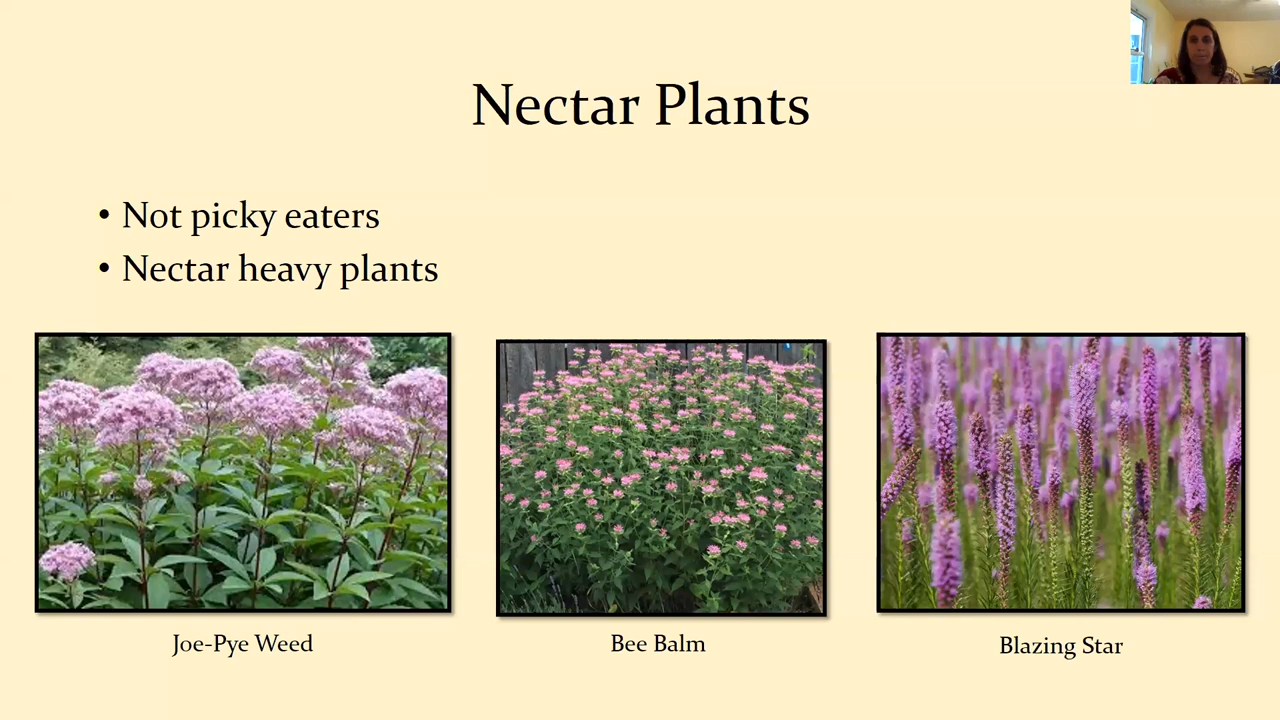 Nectar Plants
• Not picky eaters
• Nectar heavy plants
Joe-Pye Weed
Bee Balm
Blazing Star